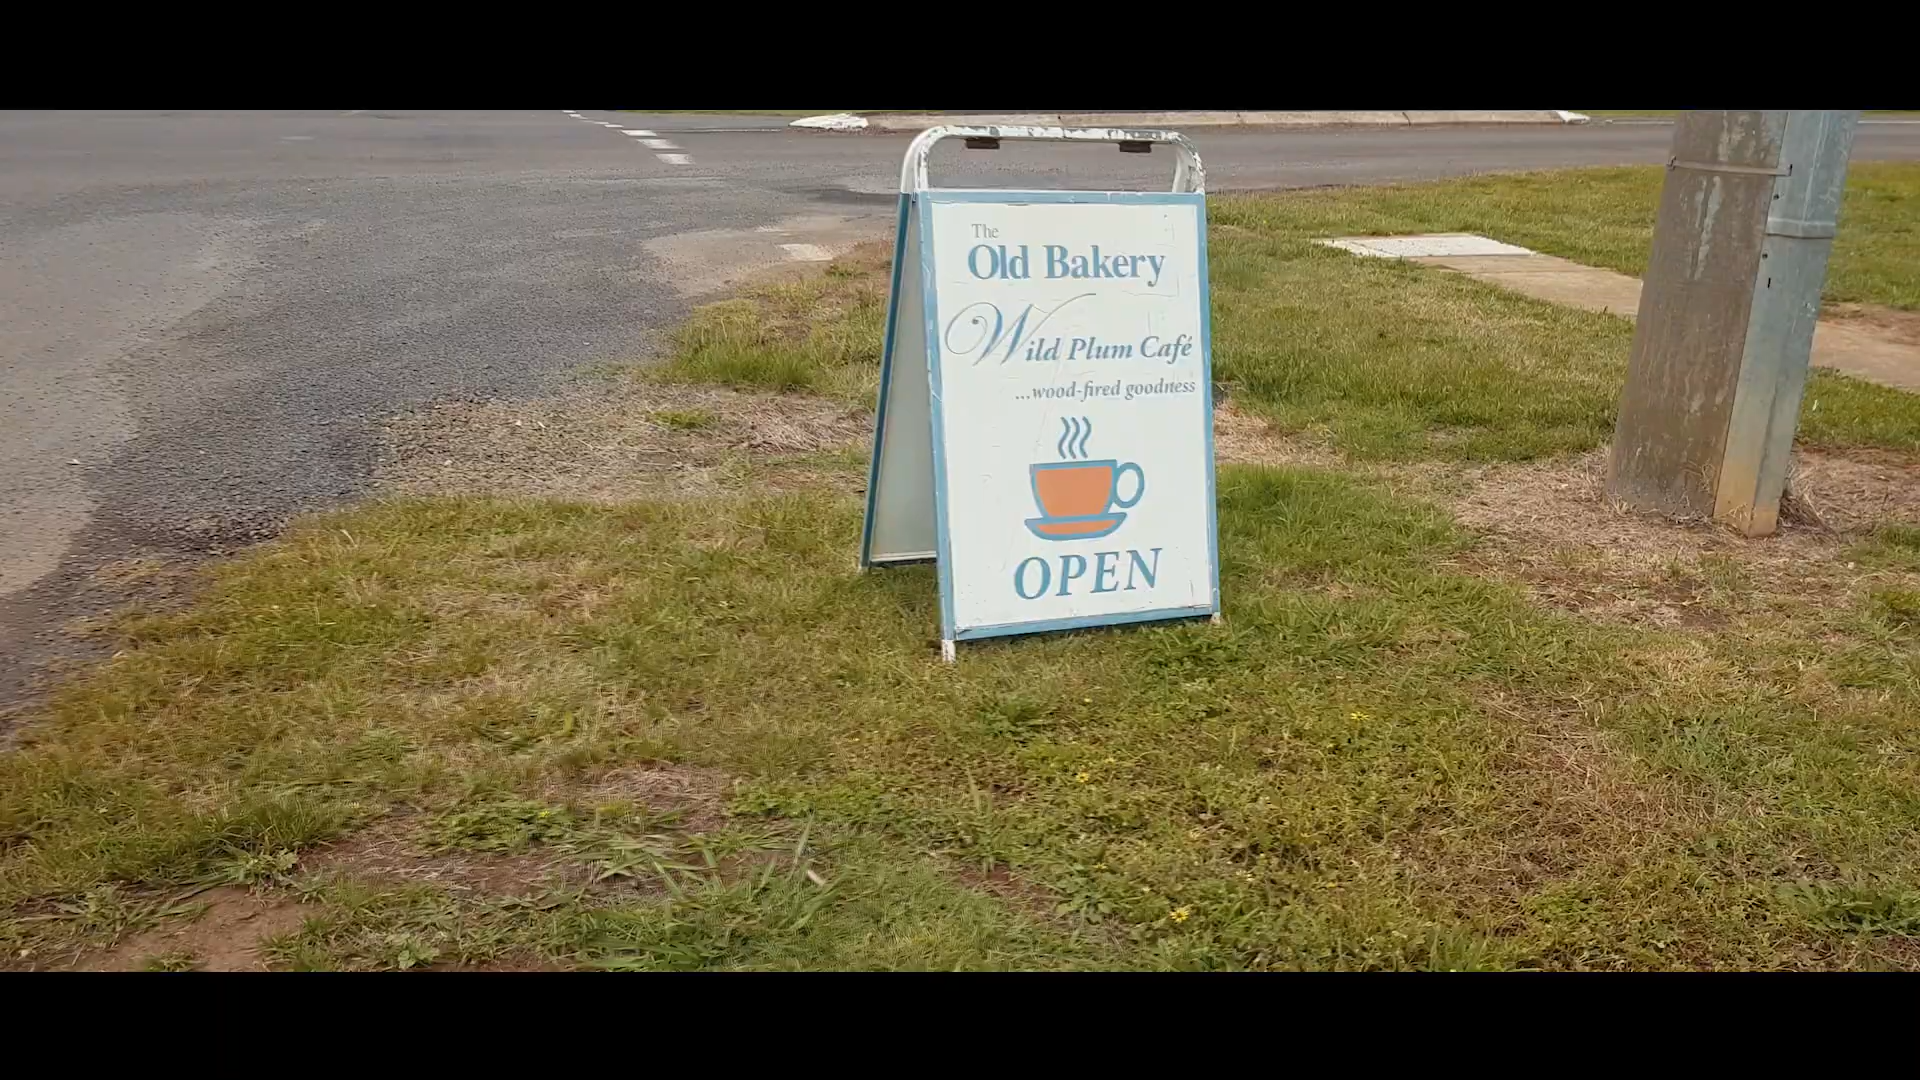 The
Old Bakery
Wild Plum Café
...wood-fired goodness
OPEN